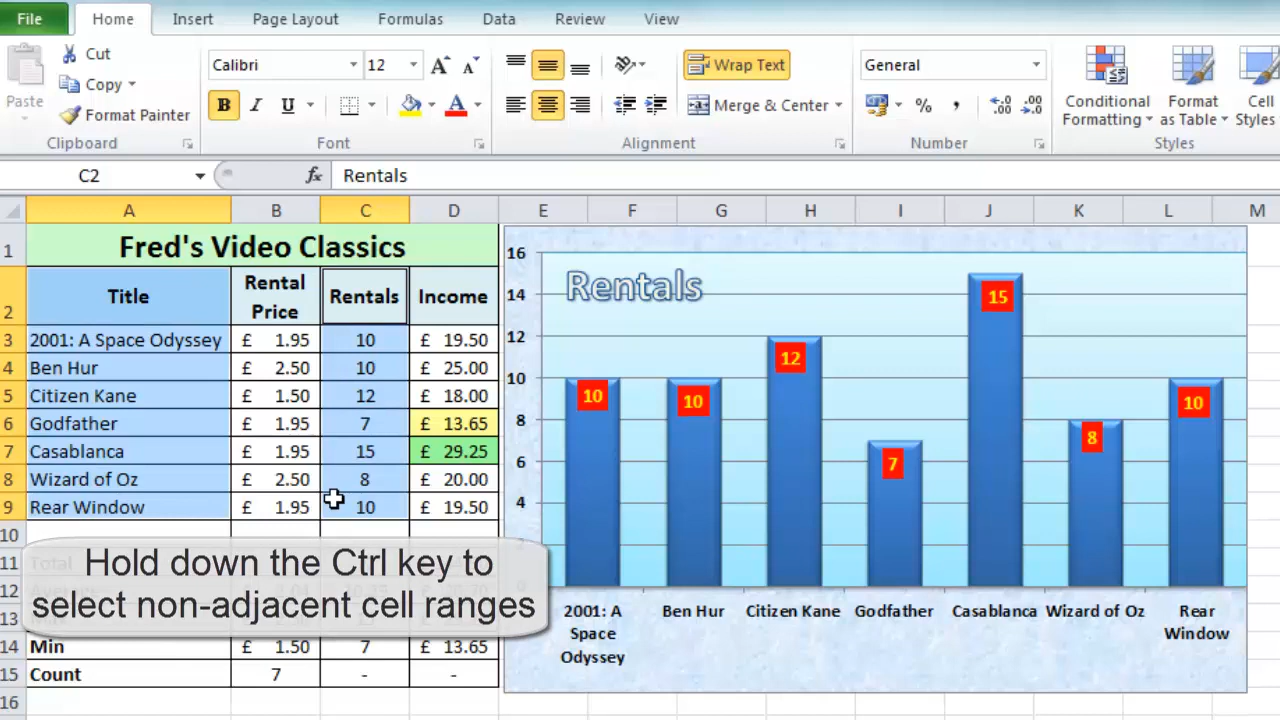 File Home Insert Page Layout Formulas Data Review View
Paste Cut Copy Format Painter
Calibri 12 A A
B I U A
Wrap Text
Merge & Center
General
% ,
.00 .0
Conditional Formatting
Format as Table
Cell Styles
Clipboard Font Alignment Number Styles
C2 fx Rentals
A B C D E F G H I J K L M
1 Fred's Video Classics
2 Title Rental Price Rentals Income
3 2001: A Space Odyssey £ 1.95 10 £ 19.50
4 Ben Hur £ 2.50 10 £ 25.00
5 Citizen Kane £ 1.50 12 £ 18.00
6 Godfather £ 1.95 7 £ 13.65
7 Casablanca £ 1.95 15 £ 29.25
8 Wizard of Oz £ 2.50 8 £ 20.00
9 Rear Window £ 1.95 10 £ 19.50
10
11 Total
12
13
14 Min £ 1.50 7 £ 13.65
15 Count 7 - -
16
Hold down the Ctrl key to
select non-adjacent cell ranges
Rentals
16
14
12
10
8
6
4
2
0
10 10 12 7 15 8 10
2001: A Space Odyssey
Ben Hur
Citizen Kane
Godfather
Casablanca
Wizard of Oz
Rear Window